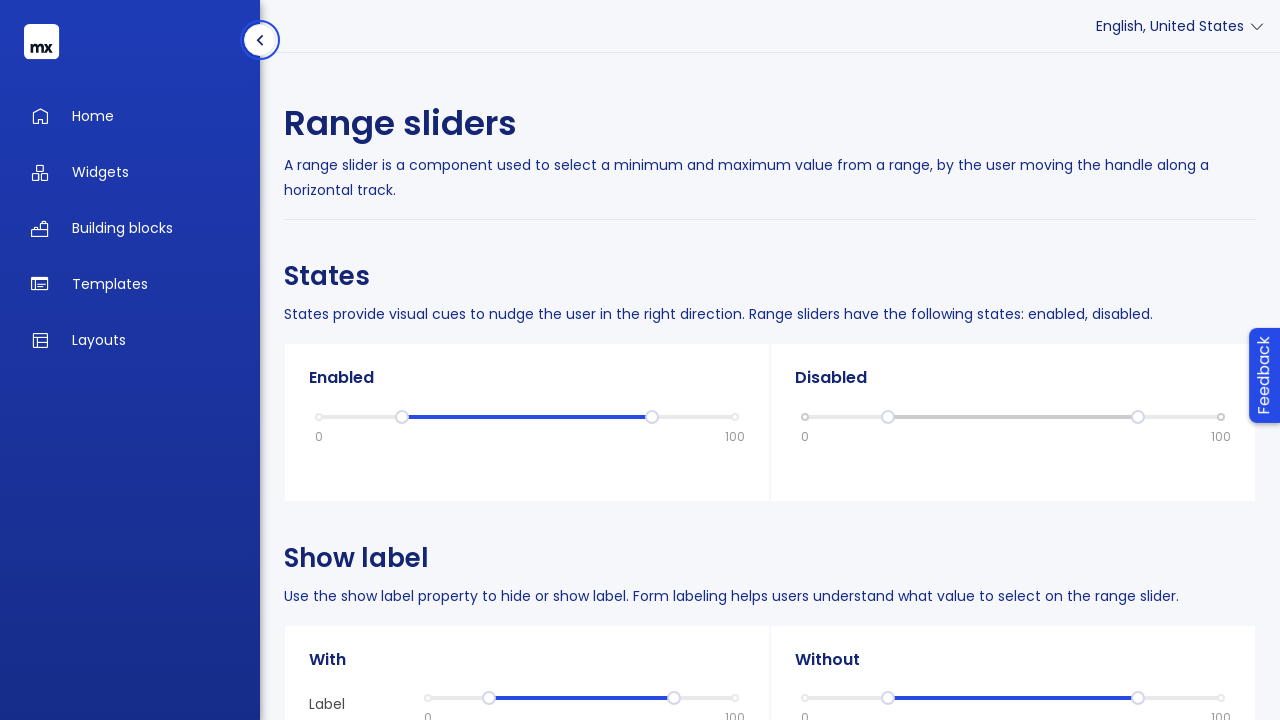 mx
English, United States
Home
Widgets
Building blocks
Templates
Layouts
Range sliders
A range slider is a component used to select a minimum and maximum value from a range, by the user moving the handle along a
horizontal track.
States
States provide visual cues to nudge the user in the right direction. Range sliders have the following states: enabled, disabled.
Enabled
0 100
Disabled
0 100
Feedback
Show label
Use the show label property to hide or show label. Form labeling helps users understand what value to select on the range slider.
With
Label
0 100
Without
0 100